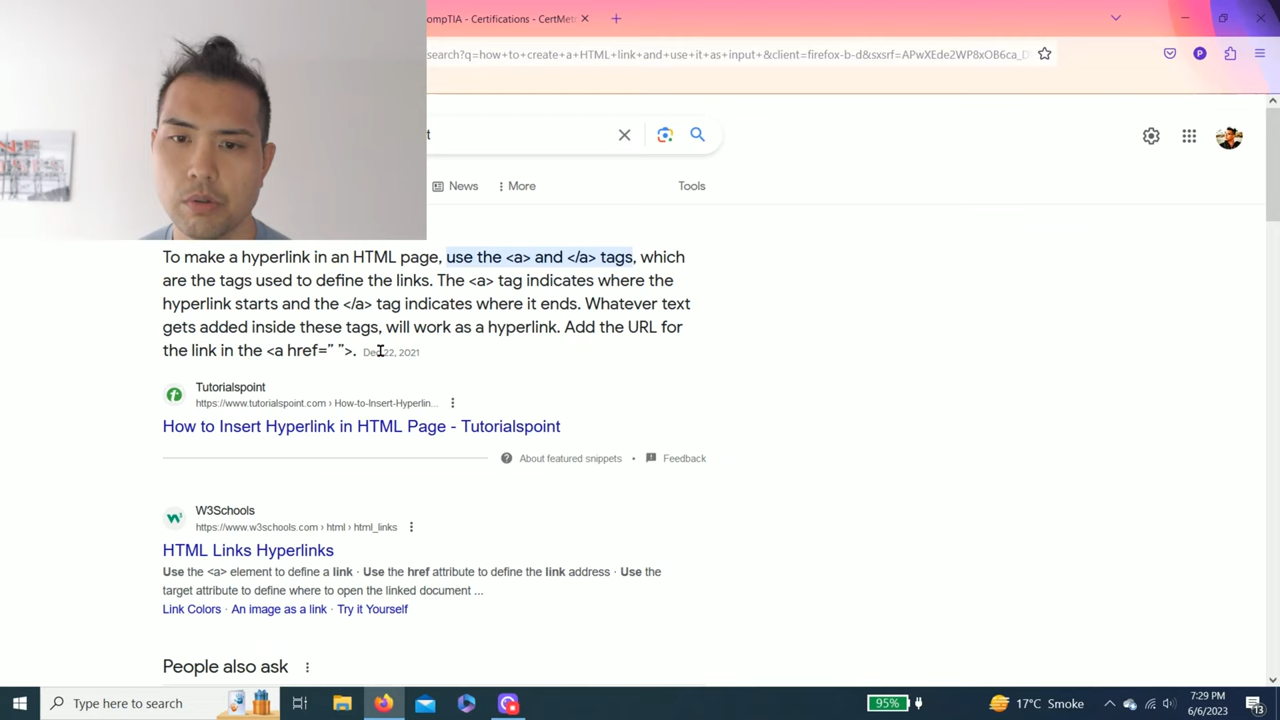 ompTIA - Certifications - CertMet
search?q=how+to+create+a+HTML+link+and+use+it+as+input+&client=firefox-b-d&sxsrf=APwXEde2WP8xOB6ca_D
t
News
More
Tools
To make a hyperlink in an HTML page, use the <a> and </a> tags, which
are the tags used to define the links. The <a> tag indicates where the
hyperlink starts and the </a> tag indicates where it ends. Whatever text
gets added inside these tags, will work as a hyperlink. Add the URL for
the link in the <a href=” ”>. Dec 22, 2021
Tutorialspoint
https://www.tutorialspoint.com › How-to-Insert-Hyperlin...
How to Insert Hyperlink in HTML Page - Tutorialspoint
About featured snippets • Feedback
W3Schools
https://www.w3schools.com › html › html_links
HTML Links Hyperlinks
Use the <a> element to define a link · Use the href attribute to define the link address · Use the
target attribute to define where to open the linked document ...
Link Colors · An image as a link · Try it Yourself
People also ask
Type here to search
95%
17°C Smoke
7:29 PM
6/6/2023
13